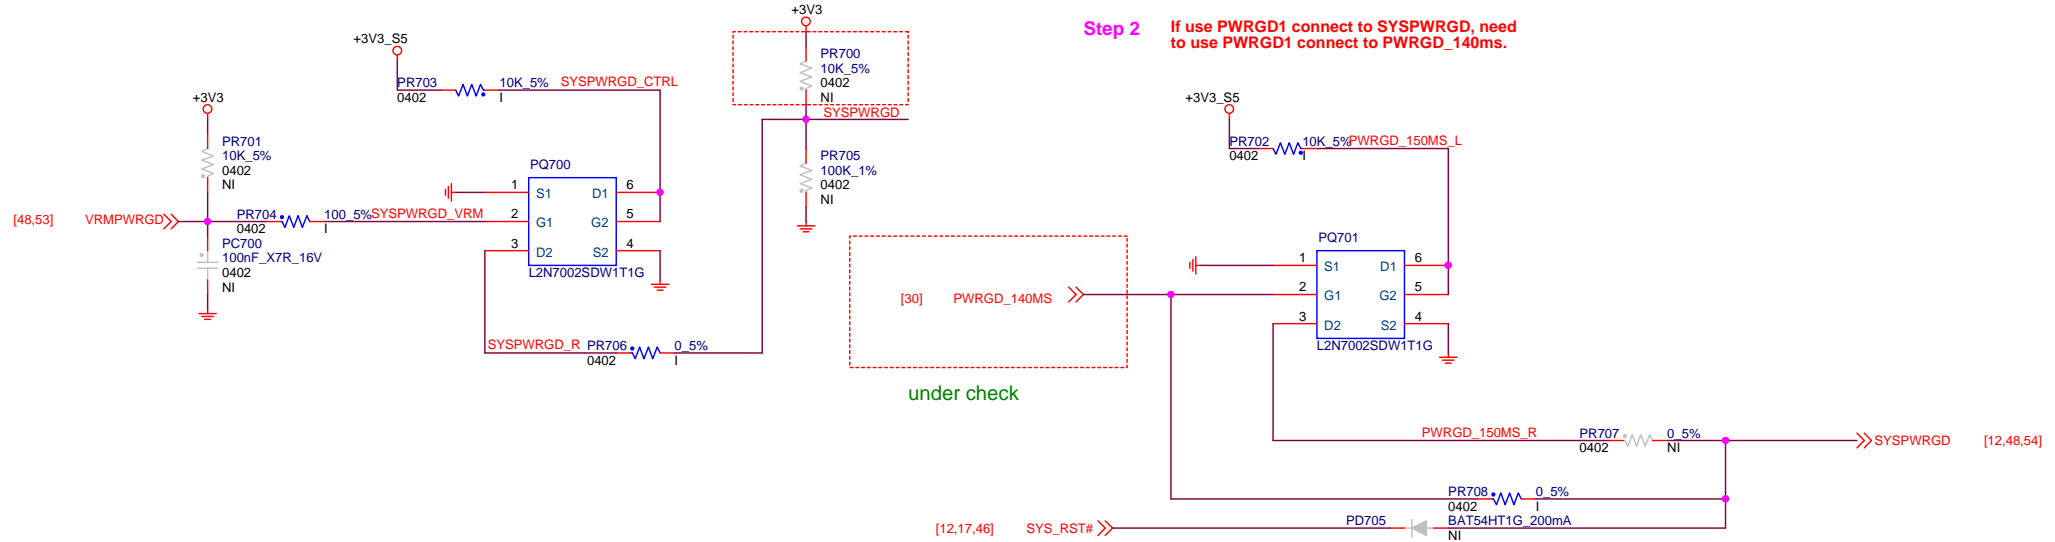 +3V3
Step 2
If use PWRGD1 connect to SYSPWRGD, need
to use PWRGD1 connect to PWRGD_140ms.
+3V3_S5
PR703
10K_5%
SYSPWRGD_CTRL
0402
I
PR700
10K_5%
0402
NI
SYSPWRGD
+3V3
PR701
10K_5%
0402
NI
+3V3_S5
PR702
10K_5%
PWRGD_150MS_L
0402
I
PR705
100K_1%
0402
NI
PQ700
1
S1
D1
6
2
G1
G2
5
3
D2
S2
4
L2N7002SDW1T1G
[48,53]
VRMPWRGD
PR704
100_5%
SYSPWRGD_VRM
0402
I
PC700
100nF_X7R_16V
0402
NI
SYSPWRGD_R
PR706
0_5%
0402
I
[30]
PWRGD_140MS
under check
PQ701
1
S1
D1
6
2
G1
G2
5
3
D2
S2
4
L2N7002SDW1T1G
PWRGD_150MS_R
PR707
0_5%
0402
NI
SYSPWRGD
[12,48,54]
PR708
0_5%
0402
I
[12,17,46]
SYS_RST#
PD705
BAT54HT1G_200mA
NI